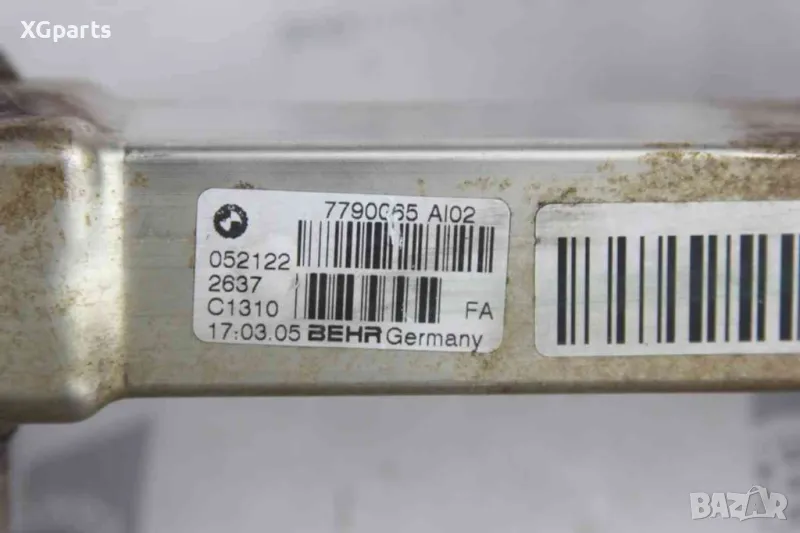 XGparts
7790065 AI02
052122
2637
C1310
FA
17.03.05 BEHR Germany
BAZAR